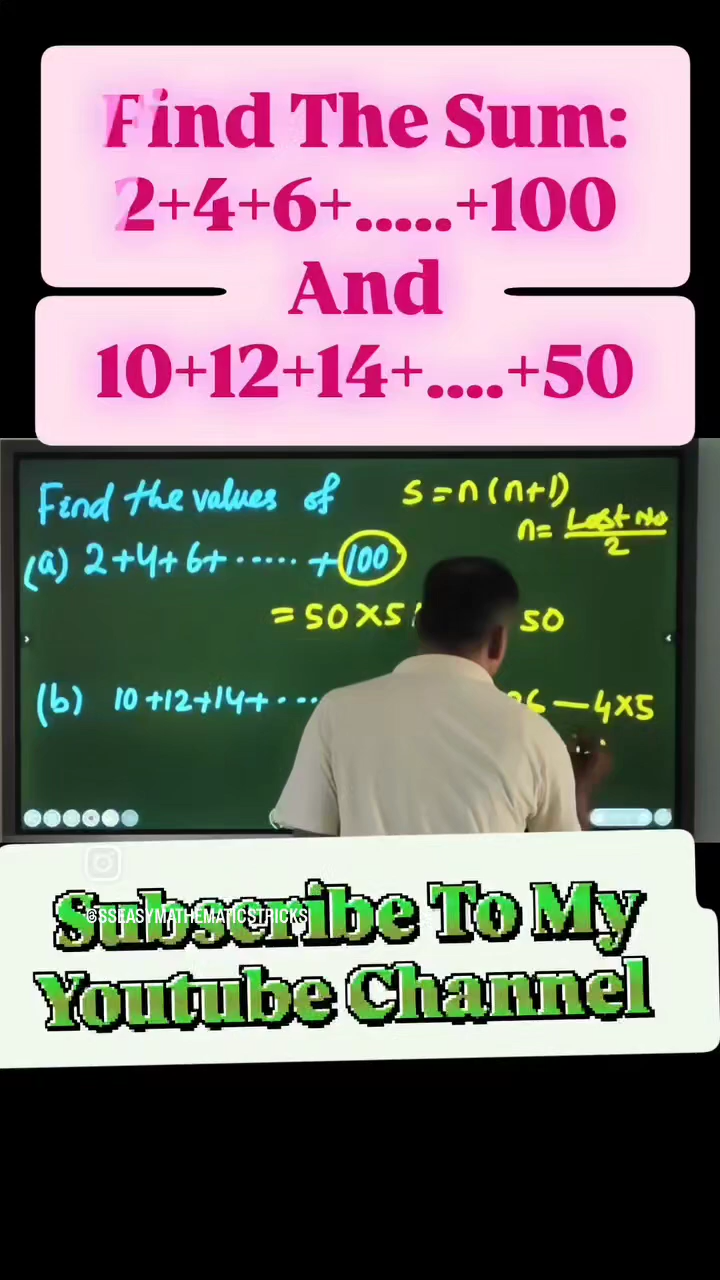 Find The Sum:
2+4+6+.....+100
And
10+12+14+....+50
Find the values of
S = n (n+1)
n = Last No
2
(a) 2+4+6+ ...... + 100
= 50 × 5
50
(b) 10+12+14+ ...
6 — 4×5
@SSEASYMATHEMATICSTRICKS
Subscribe To My
Youtube Channel